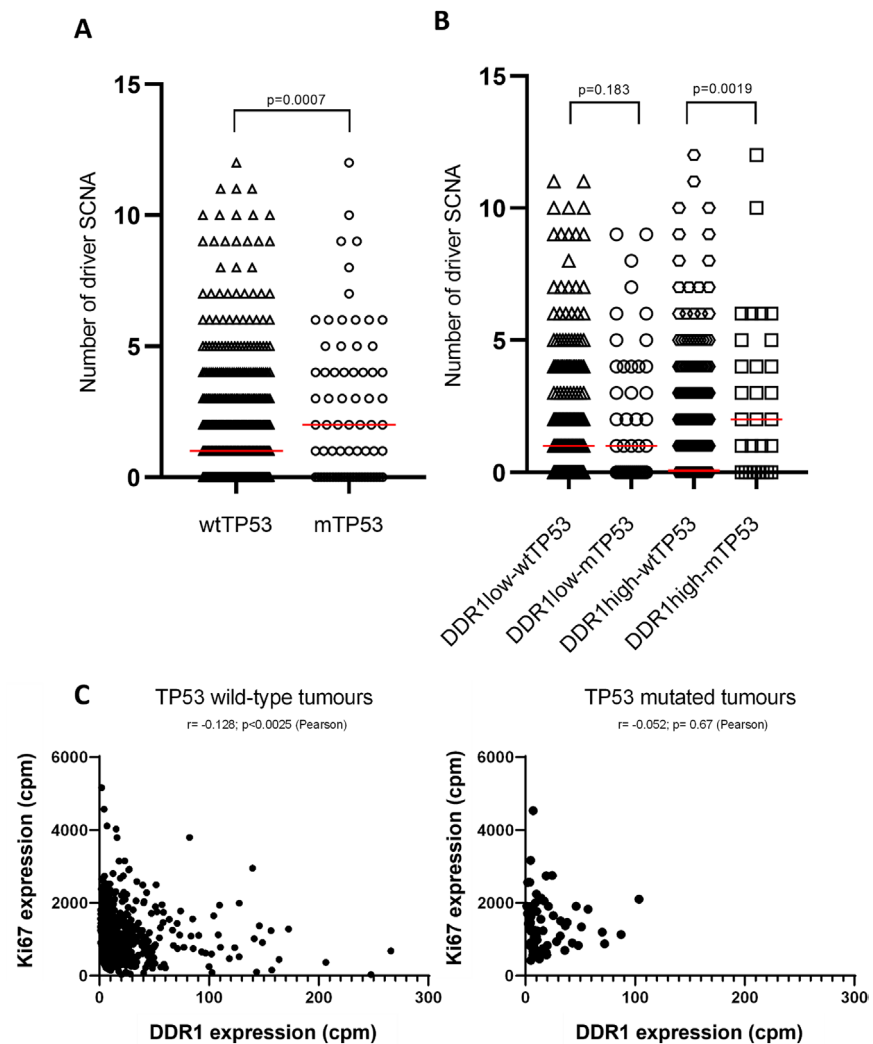 A
15
10
5
0
Number of driver SCNA
p=0.0007
wtTP53
mTP53
B
15
10
5
0
Number of driver SCNA
p=0.183
p=0.0019
DDR1low-wtTP53
DDR1low-mTP53
DDR1high-wtTP53
DDR1high-mTP53
C
TP53 wild-type tumours
r= -0.128; p<0.0025 (Pearson)
6000
4000
2000
0
Ki67 expression (cpm)
0
100
200
300
DDR1 expression (cpm)
TP53 mutated tumours
r= -0.052; p= 0.67 (Pearson)
6000
4000
2000
0
Ki67 expression (cpm)
0
100
200
300
DDR1 expression (cpm)